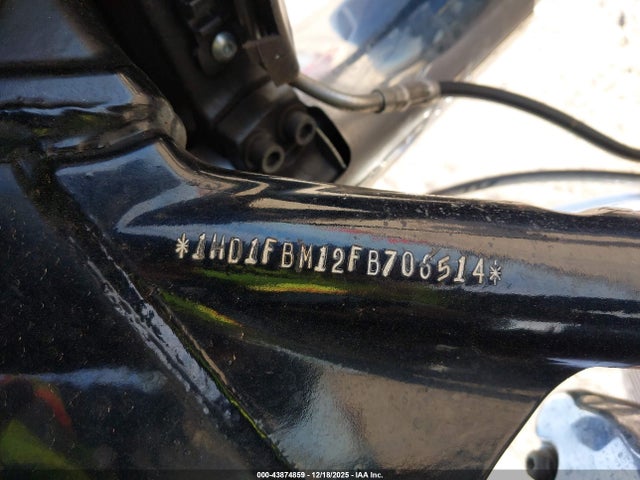 *1HD1FBM12FB706514*
000-43874859 | 12/18/2025 | IAA Inc.